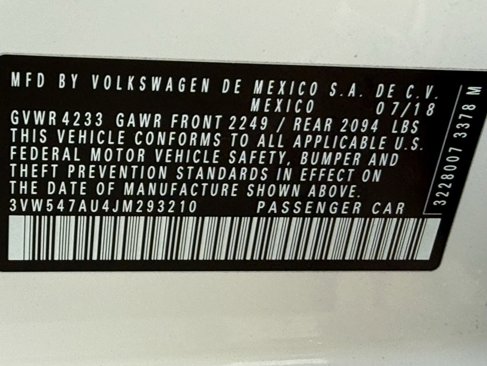 MFD BY VOLKSWAGEN DE MEXICO S.A. DE C.V.
MEXICO 07/18
GVWR 4233 GAWR FRONT 2249 / REAR 2094 LBS
THIS VEHICLE CONFORMS TO ALL APPLICABLE U.S.
FEDERAL MOTOR VEHICLE SAFETY, BUMPER AND
THEFT PREVENTION STANDARDS IN EFFECT ON
THE DATE OF MANUFACTURE SHOWN ABOVE.
3VW547AU4JM293210 PASSENGER CAR
3228007 3378 M